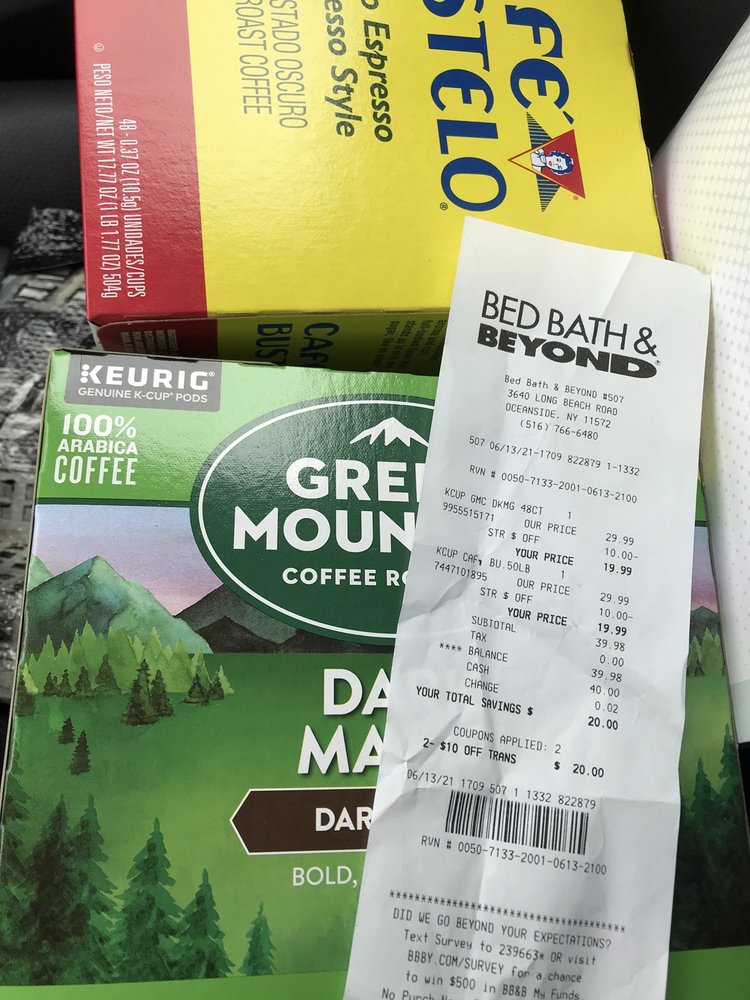 FE'
STELO®
o Espresso
esso Style
STADO OSCURO
ROAST COFFEE
48 - 0.37 OZ (10.5g) UNIDADES/CUPS
PESO NETO/NET WT 17.77 OZ (1 LB 1.77 OZ) 504g
CAF
BUST
KEURIG®
GENUINE K-CUP® PODS
100%
ARABICA
COFFEE
GREE
MOUN
COFFEE RO
DA
MA
DAR
BOLD,
BED BATH &
BEYOND®
Bed Bath & BEYOND #507
3640 LONG BEACH ROAD
OCEANSIDE, NY 11572
(516) 766-6480
507 06/13/21-1709 822879 1-1332
RVN # 0050-7133-2001-0613-2100
KCUP GMC DKMG 48CT 1
9955515171 OUR PRICE 29.99
STR $ OFF 10.00-
YOUR PRICE 19.99
KCUP CAF, BU.50LB 1
7447101895 OUR PRICE 29.99
STR $ OFF 10.00-
YOUR PRICE 19.99
SUBTOTAL 39.98
TAX 0.00
**** BALANCE 39.98
CASH 40.00
CHANGE 0.02
YOUR TOTAL SAVINGS $ 20.00
COUPONS APPLIED: 2
2- $10 OFF TRANS $ 20.00
06/13/21 1709 507 1 1332 822879
RVN # 0050-7133-2001-0613-2100
************************************
DID WE GO BEYOND YOUR EXPECTATIONS?
Text Survey to 239663* OR visit
BBBY.COM/SURVEY for a chance
to win $500 in BB&B My Funds
No Purch